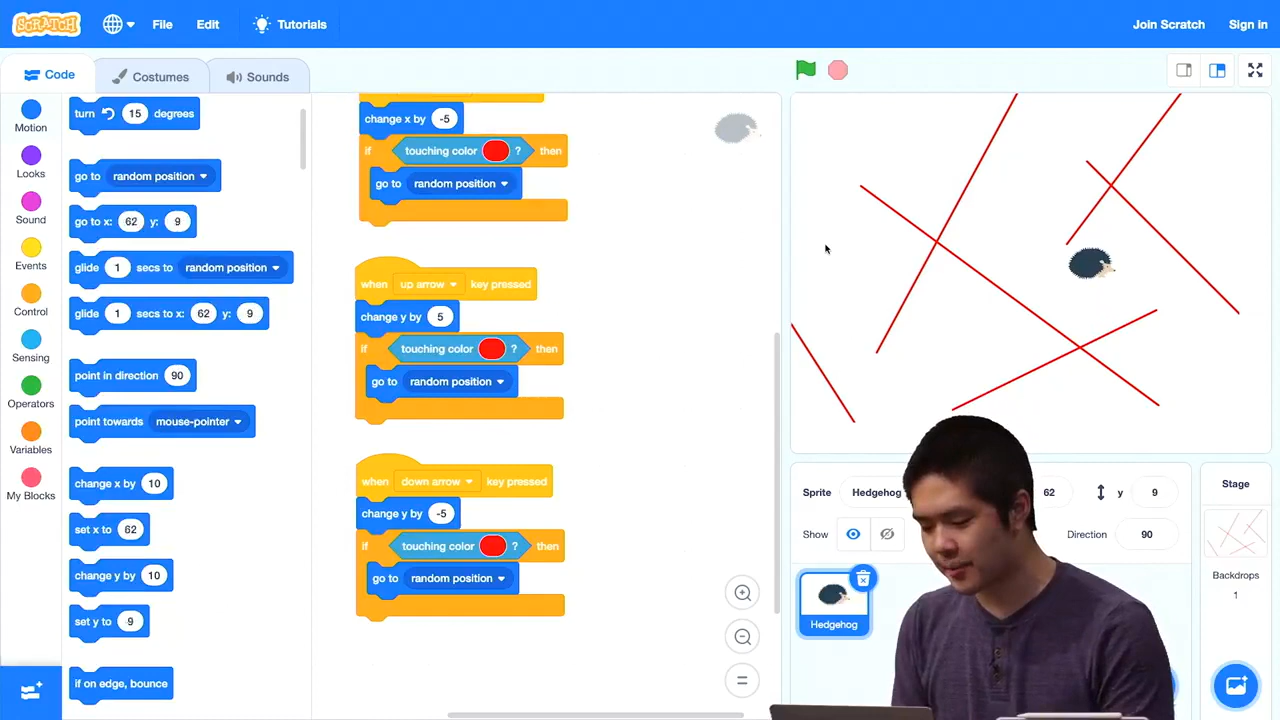 SCRATCH File Edit Tutorials Join Scratch Sign in
Code Costumes Sounds
Motion
Looks
Sound
Events
Control
Sensing
Operators
Variables
My Blocks
turn 15 degrees
go to random position
go to x: 62 y: 9
glide 1 secs to random position
glide 1 secs to x: 62 y: 9
point in direction 90
point towards mouse-pointer
change x by 10
set x to 62
change y by 10
set y to 9
if on edge, bounce
change x by -5
if touching color ? then
go to random position
when up arrow key pressed
change y by 5
if touching color ? then
go to random position
when down arrow key pressed
change y by -5
if touching color ? then
go to random position
Sprite Hedgehog 62 y 9
Show Direction 90
Hedgehog
Stage
Backdrops
1